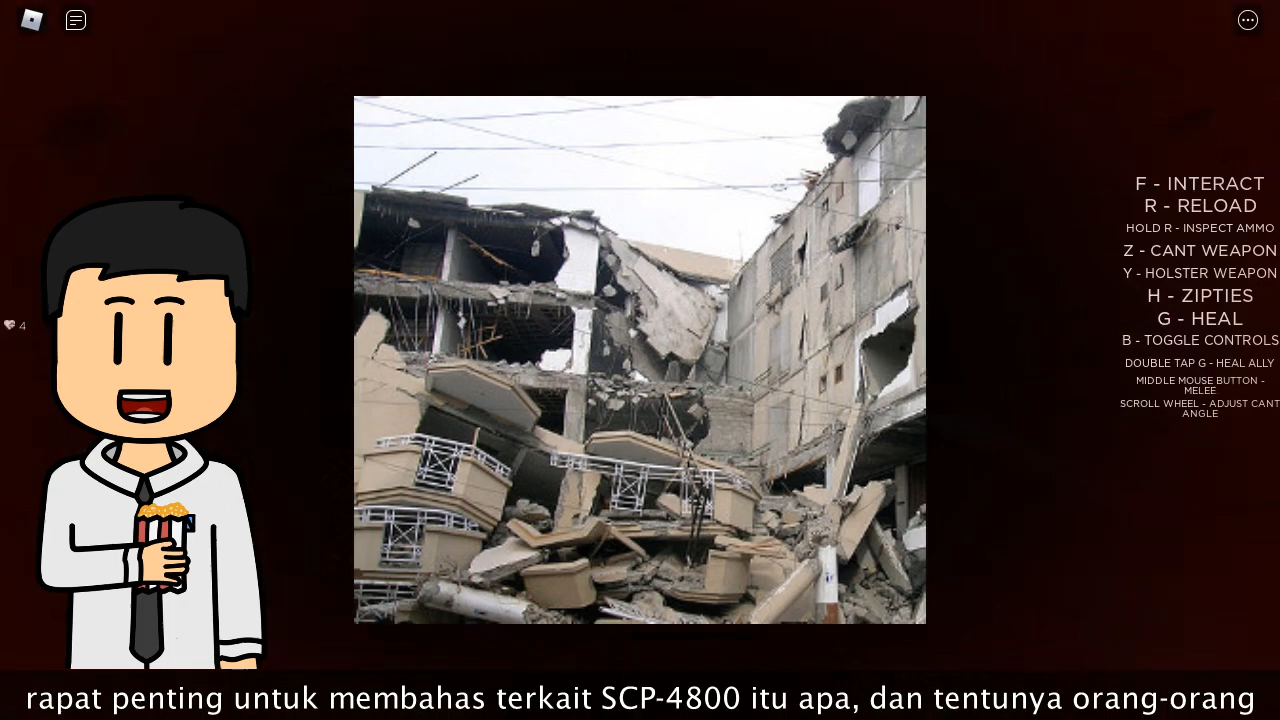 4
F - INTERACT
R - RELOAD
HOLD R - INSPECT AMMO
Z - CANT WEAPON
Y - HOLSTER WEAPON
H - ZIPTIES
G - HEAL
B - TOGGLE CONTROLS
DOUBLE TAP G - HEAL ALLY
MIDDLE MOUSE BUTTON -
MELEE
SCROLL WHEEL - ADJUST CANT
ANGLE
rapat penting untuk membahas terkait SCP-4800 itu apa, dan tentunya orang-orang